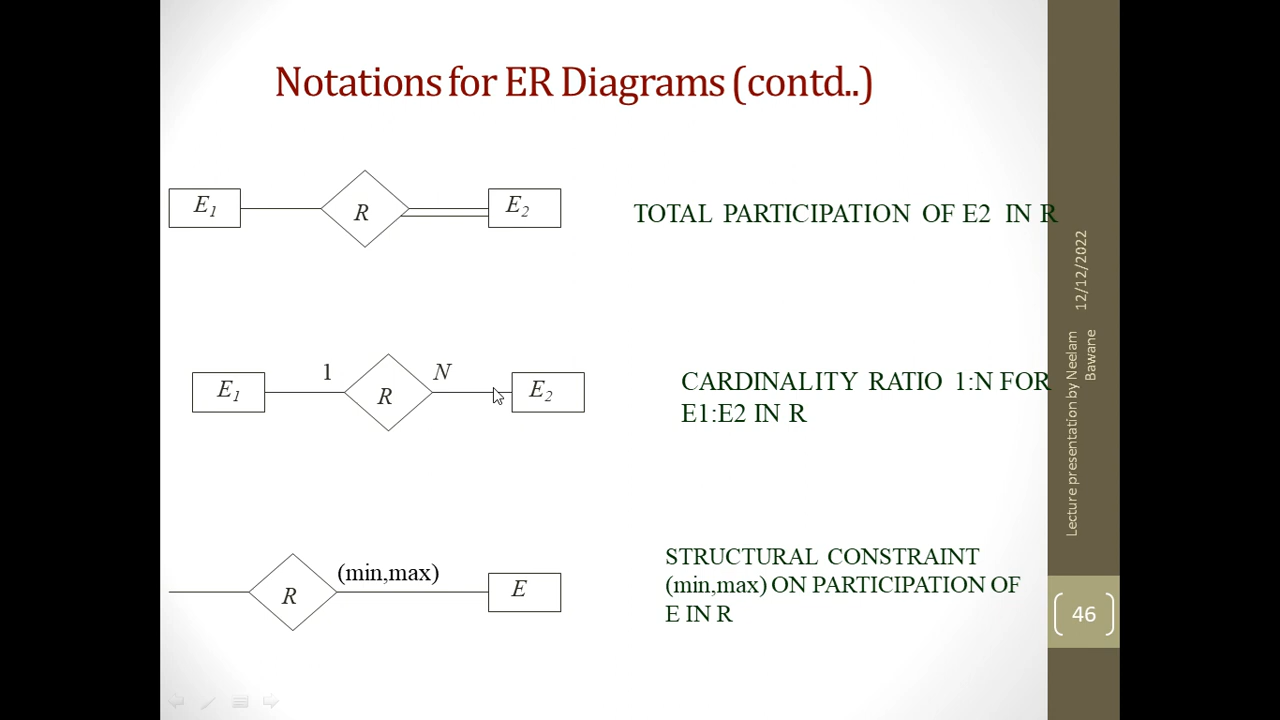 Notations for ER Diagrams (contd..)
E1
R
E2
TOTAL PARTICIPATION OF E2 IN R
E1
1
R
N
E2
CARDINALITY RATIO 1:N FOR
E1:E2 IN R
R
(min,max)
E
STRUCTURAL CONSTRAINT
(min,max) ON PARTICIPATION OF
E IN R
12/12/2022
Lecture presentation by Neelam
Bawane
46